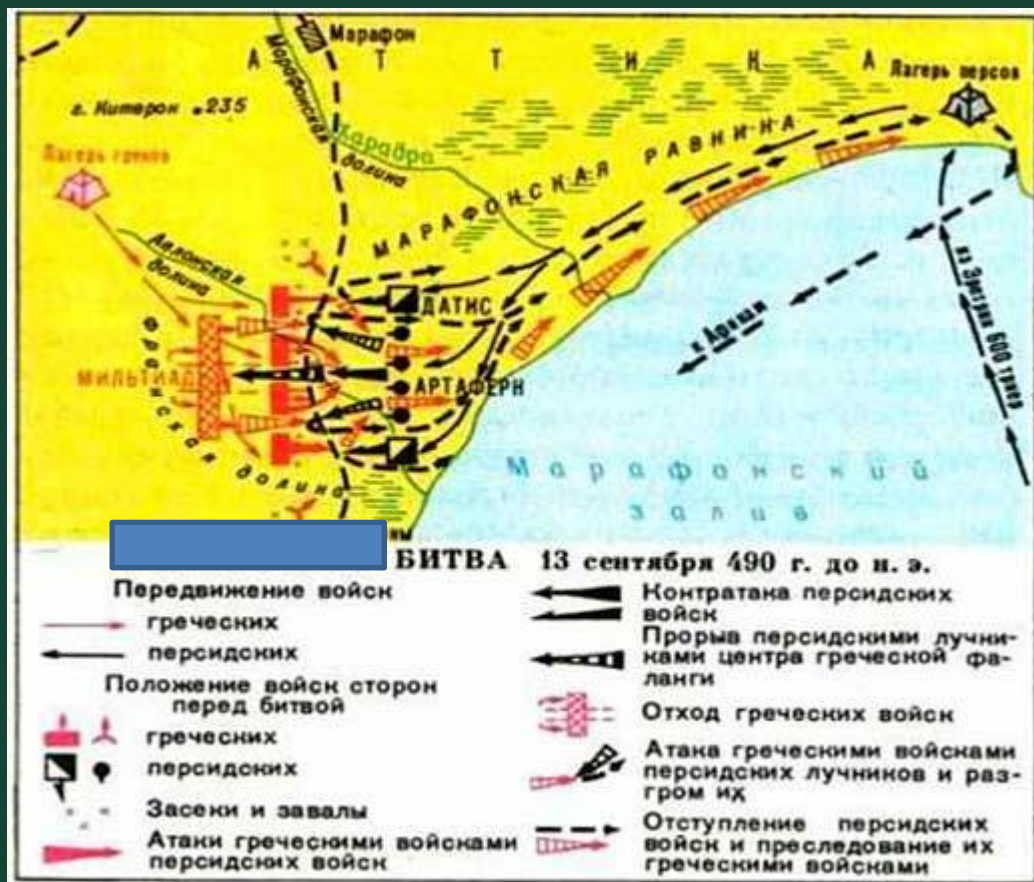 Марафон
А Т Т И К А
Марафонская долина
Лагерь персов
г. Китерон .235
Харадра
Лагерь греков
МАРАФОНСКАЯ РАВНИНА
Авлонская долина
ДАТИС
к Афинам
из Эретрии 600 триер
МИЛЬТИАД
АРТАФЕРН
Вранская долина
Марафонский
залив
БИТВА 13 сентября 490 г. до н. э.
Передвижение войск
греческих
персидских
Положение войск сторон
перед битвой
греческих
персидских
Засеки и завалы
Атаки греческими войсками
персидских войск
Контратака персидских
войск
Прорыв персидскими лучни-
ками центра греческой фа-
ланги
Отход греческих войск
Атака греческими войсками
персидских лучников и раз-
гром их
Отступление персидских
войск и преследование их
греческими войсками